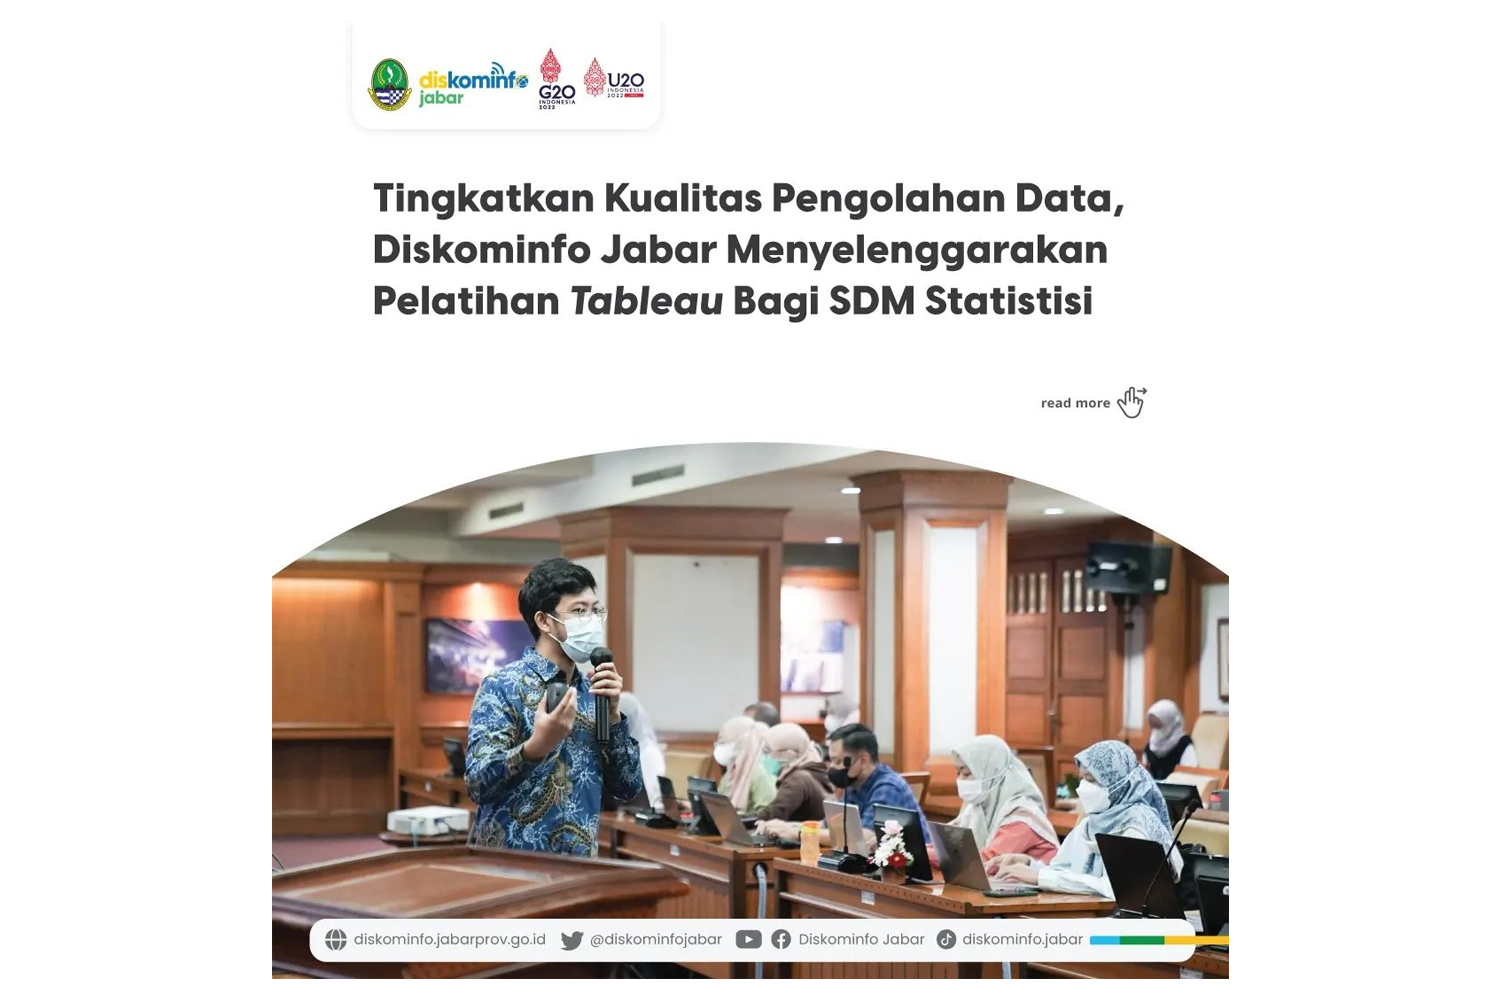 diskominfo
jabar
G20
INDONESIA
2022
U20
INDONESIA
2022
Tingkatkan Kualitas Pengolahan Data,
Diskominfo Jabar Menyelenggarakan
Pelatihan Tableau Bagi SDM Statistisi
read more
diskominfo.jabarprov.go.id @diskominfojabar Diskominfo Jabar diskominfo.jabar